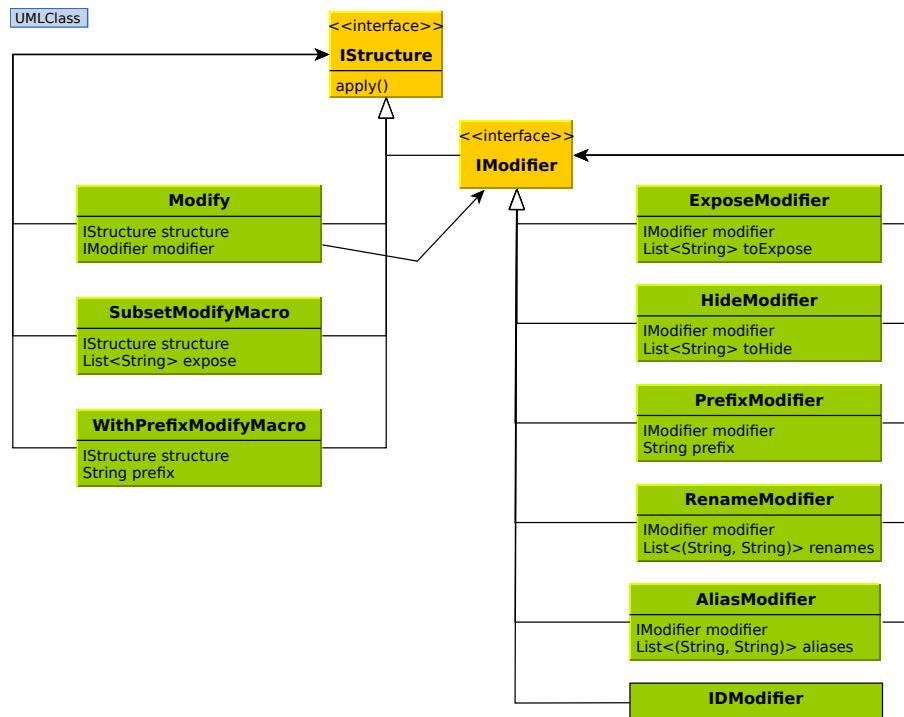 UMLClass
<<interface>>
IStructure
apply()
<<interface>>
IModifier
Modify
IStructure structure
IModifier modifier
SubsetModifyMacro
IStructure structure
List<String> expose
WithPrefixModifyMacro
IStructure structure
String prefix
ExposeModifier
IModifier modifier
List<String> toExpose
HideModifier
IModifier modifier
List<String> toHide
PrefixModifier
IModifier modifier
String prefix
RenameModifier
IModifier modifier
List<(String, String)> renames
AliasModifier
IModifier modifier
List<(String, String)> aliases
IDModifier